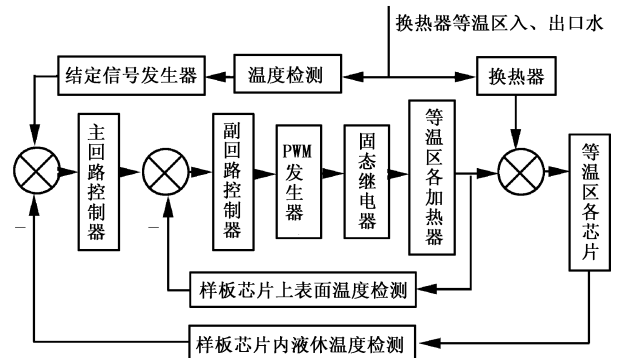 换热器等温区入、出口水
结定信号发生器
温度检测
换热器
主回路控制器
副回路控制器
PWM
发生器
固态继电器
等温区各加热器
等温区各芯片
−
−
样板芯片上表面温度检测
样板芯片内液休温度检测